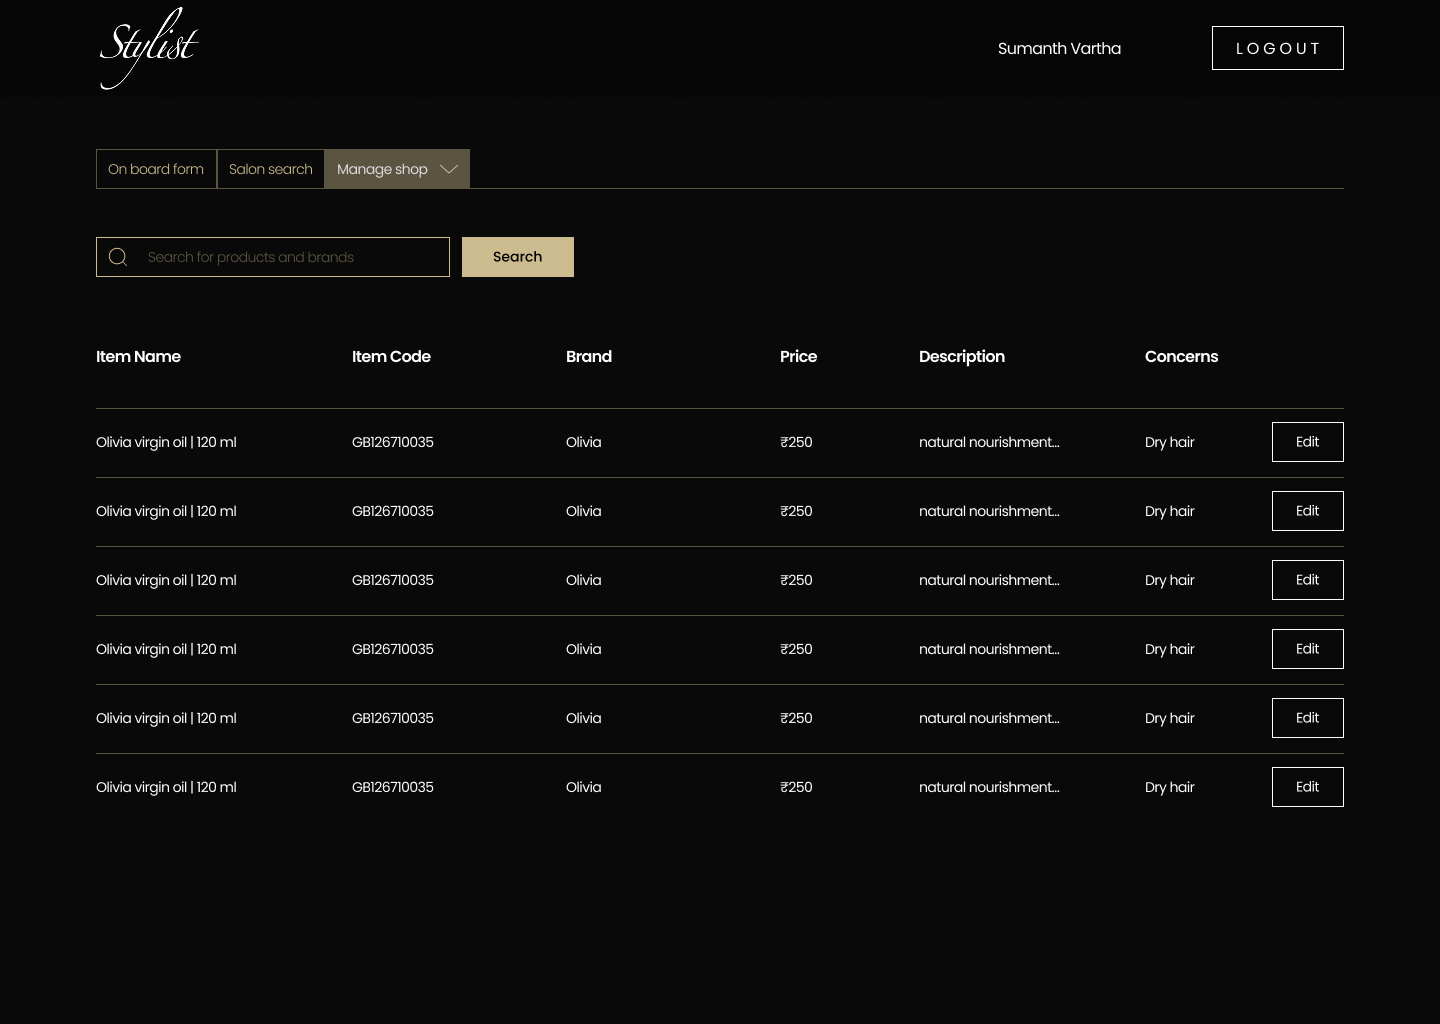 Stylist
Sumanth Vartha
LOGOUT
On board form
Salon search
Manage shop
Search for products and brands
Search
Item Name Item Code Brand Price Description Concerns
Olivia virgin oil | 120 ml GB126710035 Olivia ₹250 natural nourishment... Dry hair Edit
Olivia virgin oil | 120 ml GB126710035 Olivia ₹250 natural nourishment... Dry hair Edit
Olivia virgin oil | 120 ml GB126710035 Olivia ₹250 natural nourishment... Dry hair Edit
Olivia virgin oil | 120 ml GB126710035 Olivia ₹250 natural nourishment... Dry hair Edit
Olivia virgin oil | 120 ml GB126710035 Olivia ₹250 natural nourishment... Dry hair Edit
Olivia virgin oil | 120 ml GB126710035 Olivia ₹250 natural nourishment... Dry hair Edit